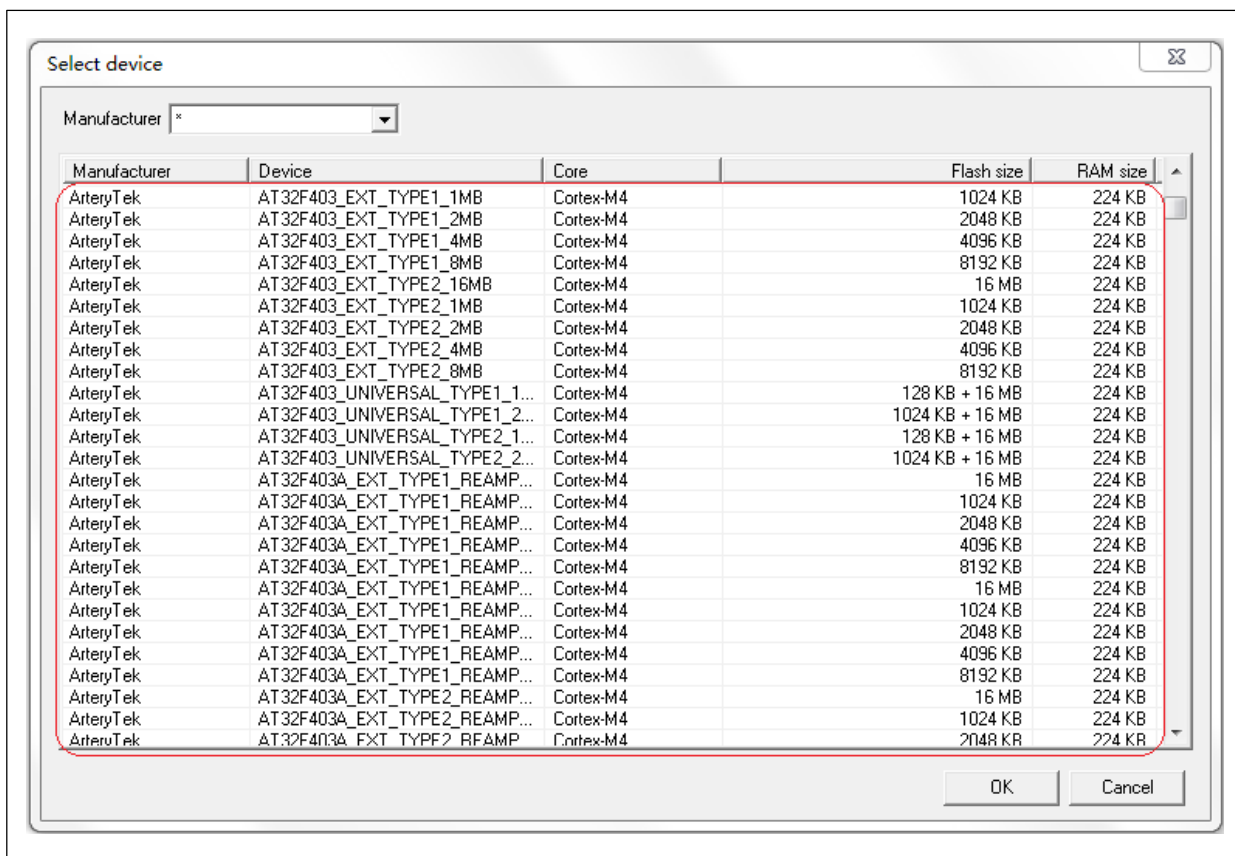 Select device
Manufacturer *
Manufacturer Device Core Flash size RAM size
ArteryTek AT32F403_EXT_TYPE1_1MB Cortex-M4 1024 KB 224 KB
ArteryTek AT32F403_EXT_TYPE1_2MB Cortex-M4 2048 KB 224 KB
ArteryTek AT32F403_EXT_TYPE1_4MB Cortex-M4 4096 KB 224 KB
ArteryTek AT32F403_EXT_TYPE1_8MB Cortex-M4 8192 KB 224 KB
ArteryTek AT32F403_EXT_TYPE2_16MB Cortex-M4 16 MB 224 KB
ArteryTek AT32F403_EXT_TYPE2_1MB Cortex-M4 1024 KB 224 KB
ArteryTek AT32F403_EXT_TYPE2_2MB Cortex-M4 2048 KB 224 KB
ArteryTek AT32F403_EXT_TYPE2_4MB Cortex-M4 4096 KB 224 KB
ArteryTek AT32F403_EXT_TYPE2_8MB Cortex-M4 8192 KB 224 KB
ArteryTek AT32F403_UNIVERSAL_TYPE1_1... Cortex-M4 128 KB + 16 MB 224 KB
ArteryTek AT32F403_UNIVERSAL_TYPE1_2... Cortex-M4 1024 KB + 16 MB 224 KB
ArteryTek AT32F403_UNIVERSAL_TYPE2_1... Cortex-M4 128 KB + 16 MB 224 KB
ArteryTek AT32F403_UNIVERSAL_TYPE2_2... Cortex-M4 1024 KB + 16 MB 224 KB
ArteryTek AT32F403A_EXT_TYPE1_REAMP... Cortex-M4 16 MB 224 KB
ArteryTek AT32F403A_EXT_TYPE1_REAMP... Cortex-M4 1024 KB 224 KB
ArteryTek AT32F403A_EXT_TYPE1_REAMP... Cortex-M4 2048 KB 224 KB
ArteryTek AT32F403A_EXT_TYPE1_REAMP... Cortex-M4 4096 KB 224 KB
ArteryTek AT32F403A_EXT_TYPE1_REAMP... Cortex-M4 8192 KB 224 KB
ArteryTek AT32F403A_EXT_TYPE1_REAMP... Cortex-M4 16 MB 224 KB
ArteryTek AT32F403A_EXT_TYPE1_REAMP... Cortex-M4 1024 KB 224 KB
ArteryTek AT32F403A_EXT_TYPE1_REAMP... Cortex-M4 2048 KB 224 KB
ArteryTek AT32F403A_EXT_TYPE1_REAMP... Cortex-M4 4096 KB 224 KB
ArteryTek AT32F403A_EXT_TYPE1_REAMP... Cortex-M4 8192 KB 224 KB
ArteryTek AT32F403A_EXT_TYPE2_REAMP... Cortex-M4 16 MB 224 KB
ArteryTek AT32F403A_EXT_TYPE2_REAMP... Cortex-M4 1024 KB 224 KB
ArteryTek AT32F403A_EXT_TYPE2_REAMP Cortex-M4 2048 KB 224 KB
OK Cancel